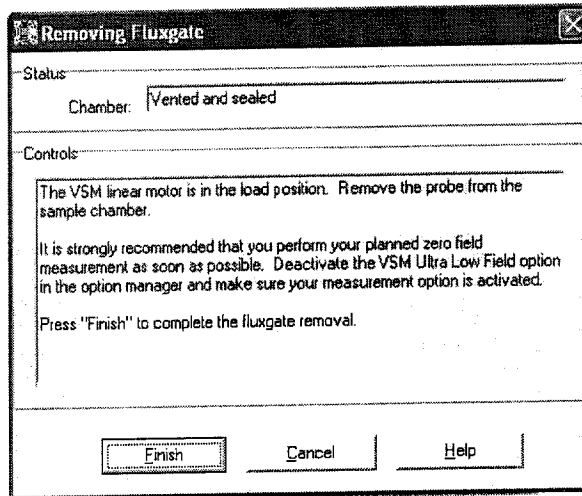 Removing Fluxgate
Status
Chamber: Vented and sealed
Controls
The VSM linear motor is in the load position. Remove the probe from the
sample chamber.
It is strongly recommended that you perform your planned zero field
measurement as soon as possible. Deactivate the VSM Ultra Low Field option
in the option manager and make sure your measurement option is activated.
Press "Finish" to complete the fluxgate removal.
Finish Cancel Help